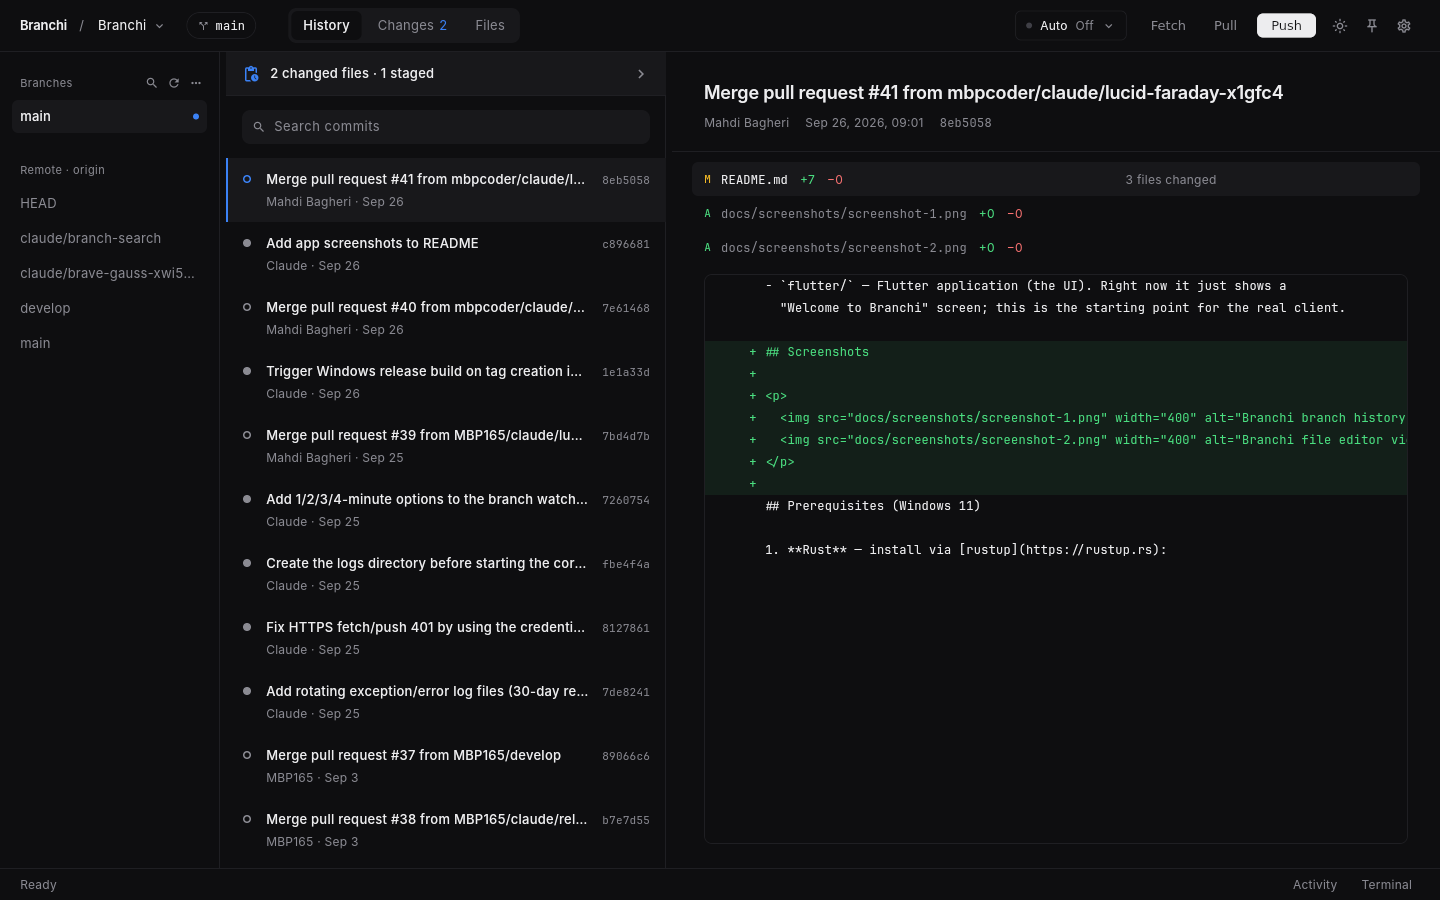 Branchi / Branchi main History Changes 2 Files Auto Off Fetch Pull Push
Branches
main
Remote · origin
HEAD
claude/branch-search
claude/brave-gauss-xwi5...
develop
main
2 changed files · 1 staged
Search commits
Merge pull request #41 from mbpcoder/claude/l... 8eb5058
Mahdi Bagheri · Sep 26
Add app screenshots to README c896681
Claude · Sep 26
Merge pull request #40 from mbpcoder/claude/... 7e61468
Mahdi Bagheri · Sep 26
Trigger Windows release build on tag creation i... 1e1a33d
Claude · Sep 26
Merge pull request #39 from MBP165/claude/lu... 7bd4d7b
Mahdi Bagheri · Sep 25
Add 1/2/3/4-minute options to the branch watch... 7260754
Claude · Sep 25
Create the logs directory before starting the cor... fbe4f4a
Claude · Sep 25
Fix HTTPS fetch/push 401 by using the credenti... 8127861
Claude · Sep 25
Add rotating exception/error log files (30-day re... 7de8241
Claude · Sep 25
Merge pull request #37 from MBP165/develop 89066c6
MBP165 · Sep 3
Merge pull request #38 from MBP165/claude/rel... b7e7d55
MBP165 · Sep 3
Merge pull request #41 from mbpcoder/claude/lucid-faraday-x1gfc4
Mahdi Bagheri Sep 26, 2026, 09:01 8eb5058
M README.md +7 −0 3 files changed
A docs/screenshots/screenshot-1.png +0 −0
A docs/screenshots/screenshot-2.png +0 −0
- `flutter/` — Flutter application (the UI). Right now it just shows a
"Welcome to Branchi" screen; this is the starting point for the real client.
+ ## Screenshots
+
+ <p>
+ <img src="docs/screenshots/screenshot-1.png" width="400" alt="Branchi branch history
+ <img src="docs/screenshots/screenshot-2.png" width="400" alt="Branchi file editor vi
+ </p>
+
## Prerequisites (Windows 11)
1. **Rust** — install via [rustup](https://rustup.rs):
Ready Activity Terminal